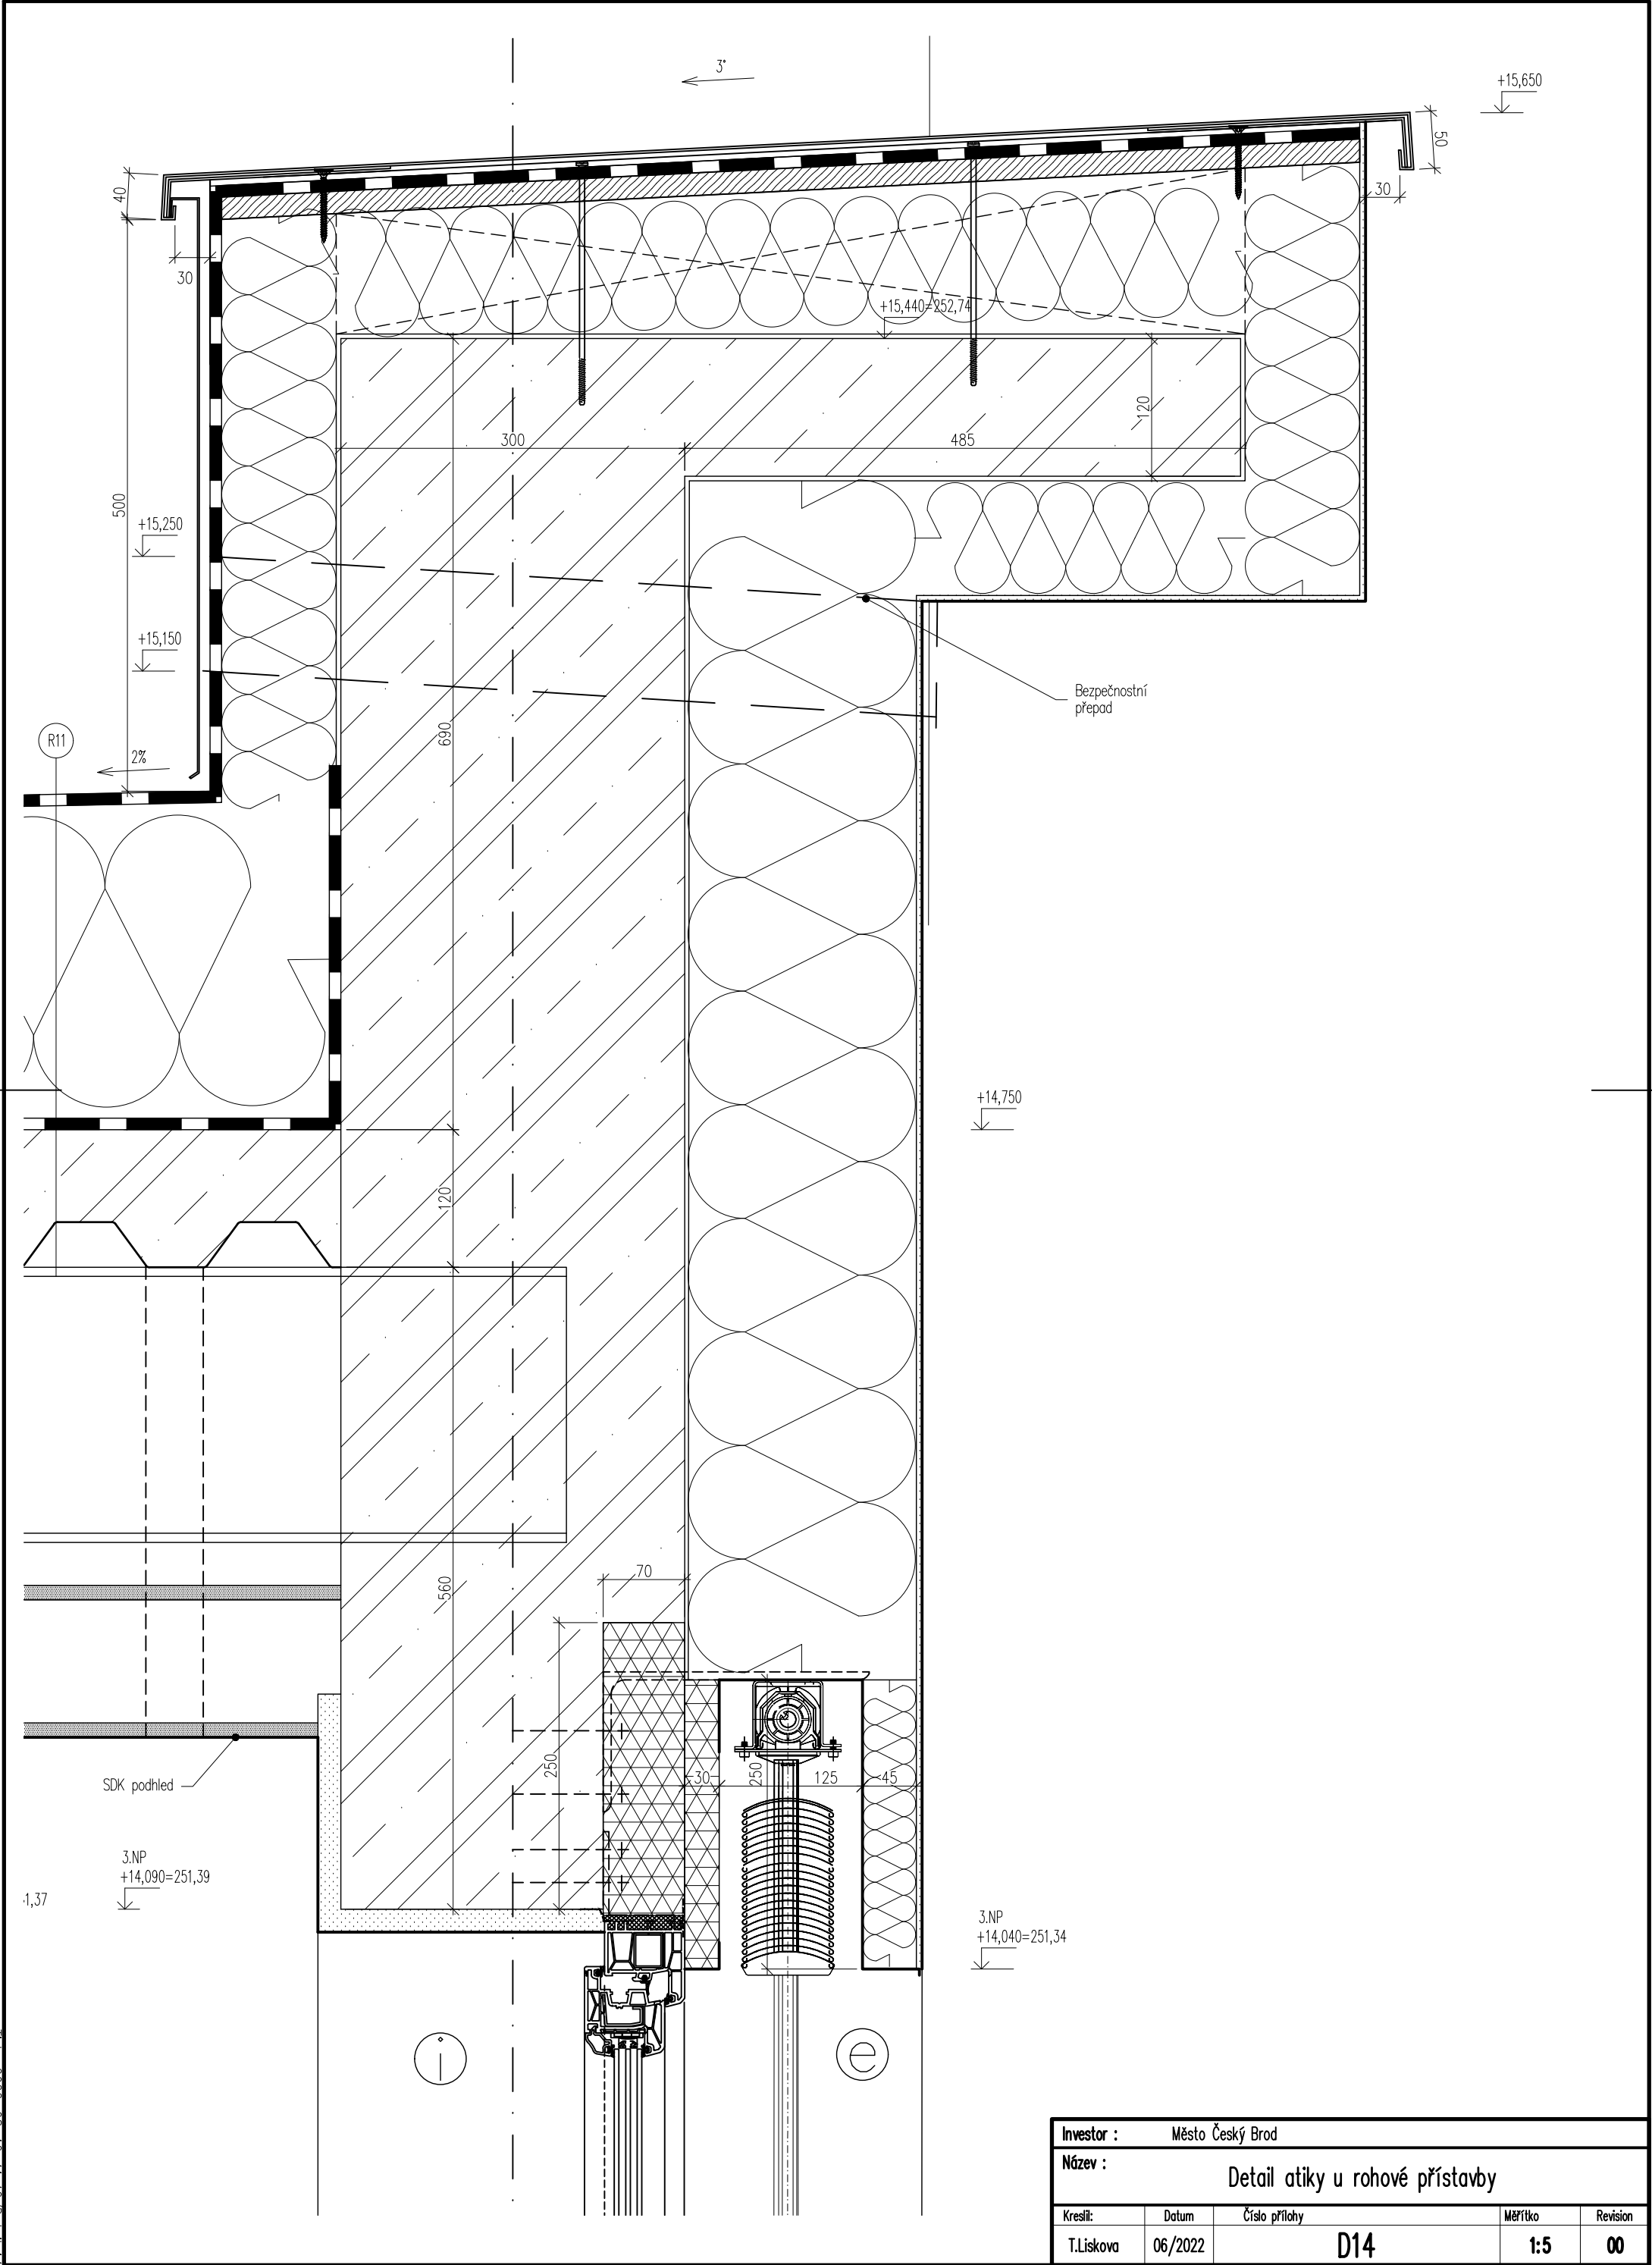 3°
+15,650
50
40
30
30
+15,440=252,74
120
300
485
500
+15,250
+15,150
Bezpečnostní
přepad
R11
690
2%
+14,750
120
560
70
250
30
250
125
45
SDK podhled
3.NP
+14,090=251,39
1,37
3.NP
+14,040=251,34
i
e
Investor :
Město Český Brod
Název :
Detail atiky u rohové přístavby
Kreslil:
Datum
Číslo přílohy
Měřítko
Revision
T.Liskova
06/2022
D14
1:5
00